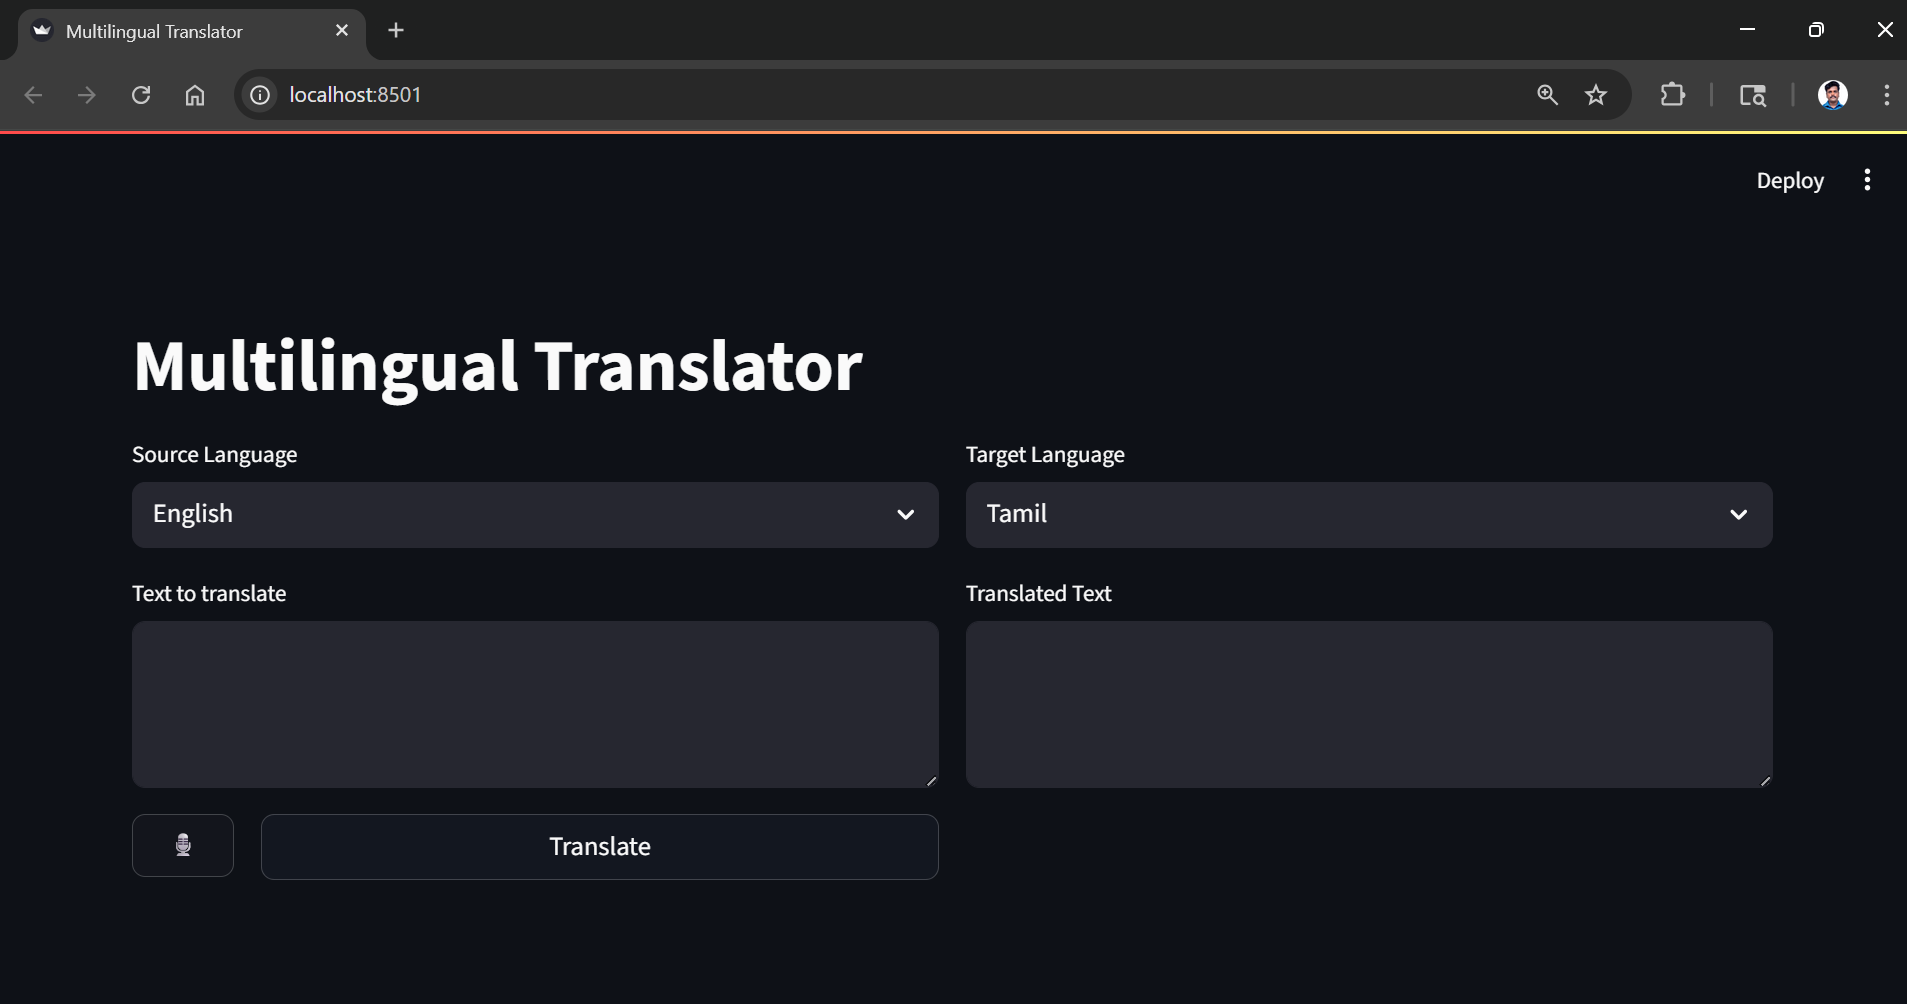 Multilingual Translator
localhost:8501
Deploy
Multilingual Translator
Source Language
Target Language
English
Tamil
Text to translate
Translated Text
Translate